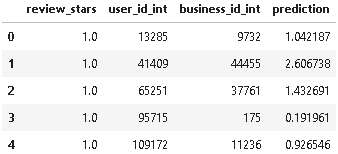 review_stars user_id_int business_id_int prediction
0 1.0 13285 9732 1.042187
1 1.0 41409 44455 2.606738
2 1.0 65251 37761 1.432691
3 1.0 95715 175 0.191961
4 1.0 109172 11236 0.926546